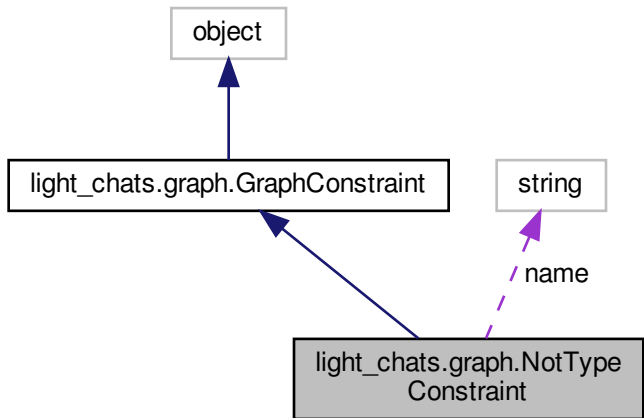 object
light_chats.graph.GraphConstraint
string
name
light_chats.graph.NotType
Constraint